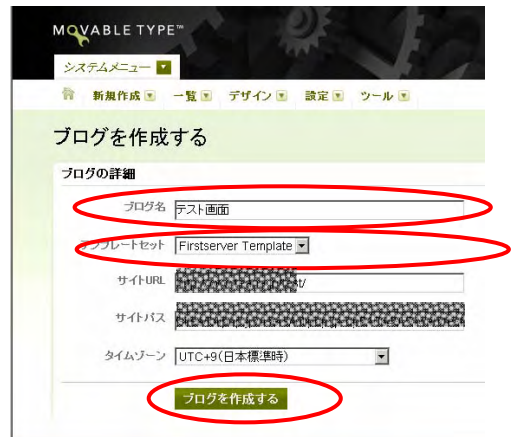 MOVABLE TYPE™
システムメニュー
新規作成 一覧 デザイン 設定 ツール
ブログを作成する
ブログの詳細
ブログ名 テスト画面
テンプレートセット Firstserver Template
サイトURL
サイトパス
タイムゾーン UTC+9(日本標準時)
ブログを作成する